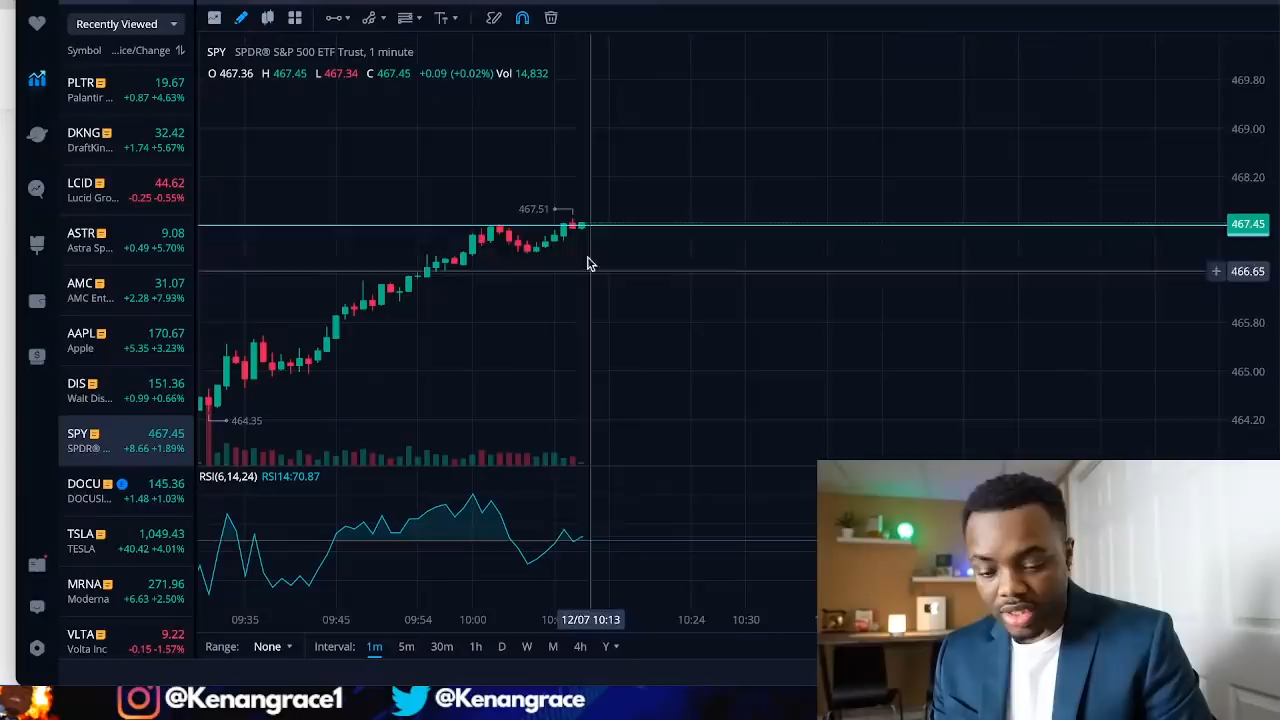 Recently Viewed
Symbol ...ice/Change
PLTR 19.67
Palantir ... +0.87 +4.63%
DKNG 32.42
DraftKin... +1.74 +5.67%
LCID 44.62
Lucid Gro... -0.25 -0.55%
ASTR 9.08
Astra Sp... +0.49 +5.70%
AMC 31.07
AMC Ent... +2.28 +7.93%
AAPL 170.67
Apple +5.35 +3.23%
DIS 151.36
Walt Dis... +0.99 +0.66%
SPY 467.45
SPDR® ... +8.66 +1.89%
DOCU 145.36
DOCUSI... +1.48 +1.03%
TSLA 1,049.43
TESLA +40.42 +4.01%
MRNA 271.96
Moderna +6.63 +2.50%
VLTA 9.22
Volta Inc -0.15 -1.57%
SPY SPDR® S&P 500 ETF Trust, 1 minute
O 467.36 H 467.45 L 467.34 C 467.45 +0.09 (+0.02%) Vol 14,832
469.80
469.00
468.20
467.51
467.45
466.65
465.80
465.00
464.20
464.35
RSI(6,14,24) RSI14:70.87
09:35 09:45 09:54 10:00 12/07 10:13 10:24 10:30
Range: None Interval: 1m 5m 30m 1h D W M 4h Y
@Kenangrace1 @Kenangrace